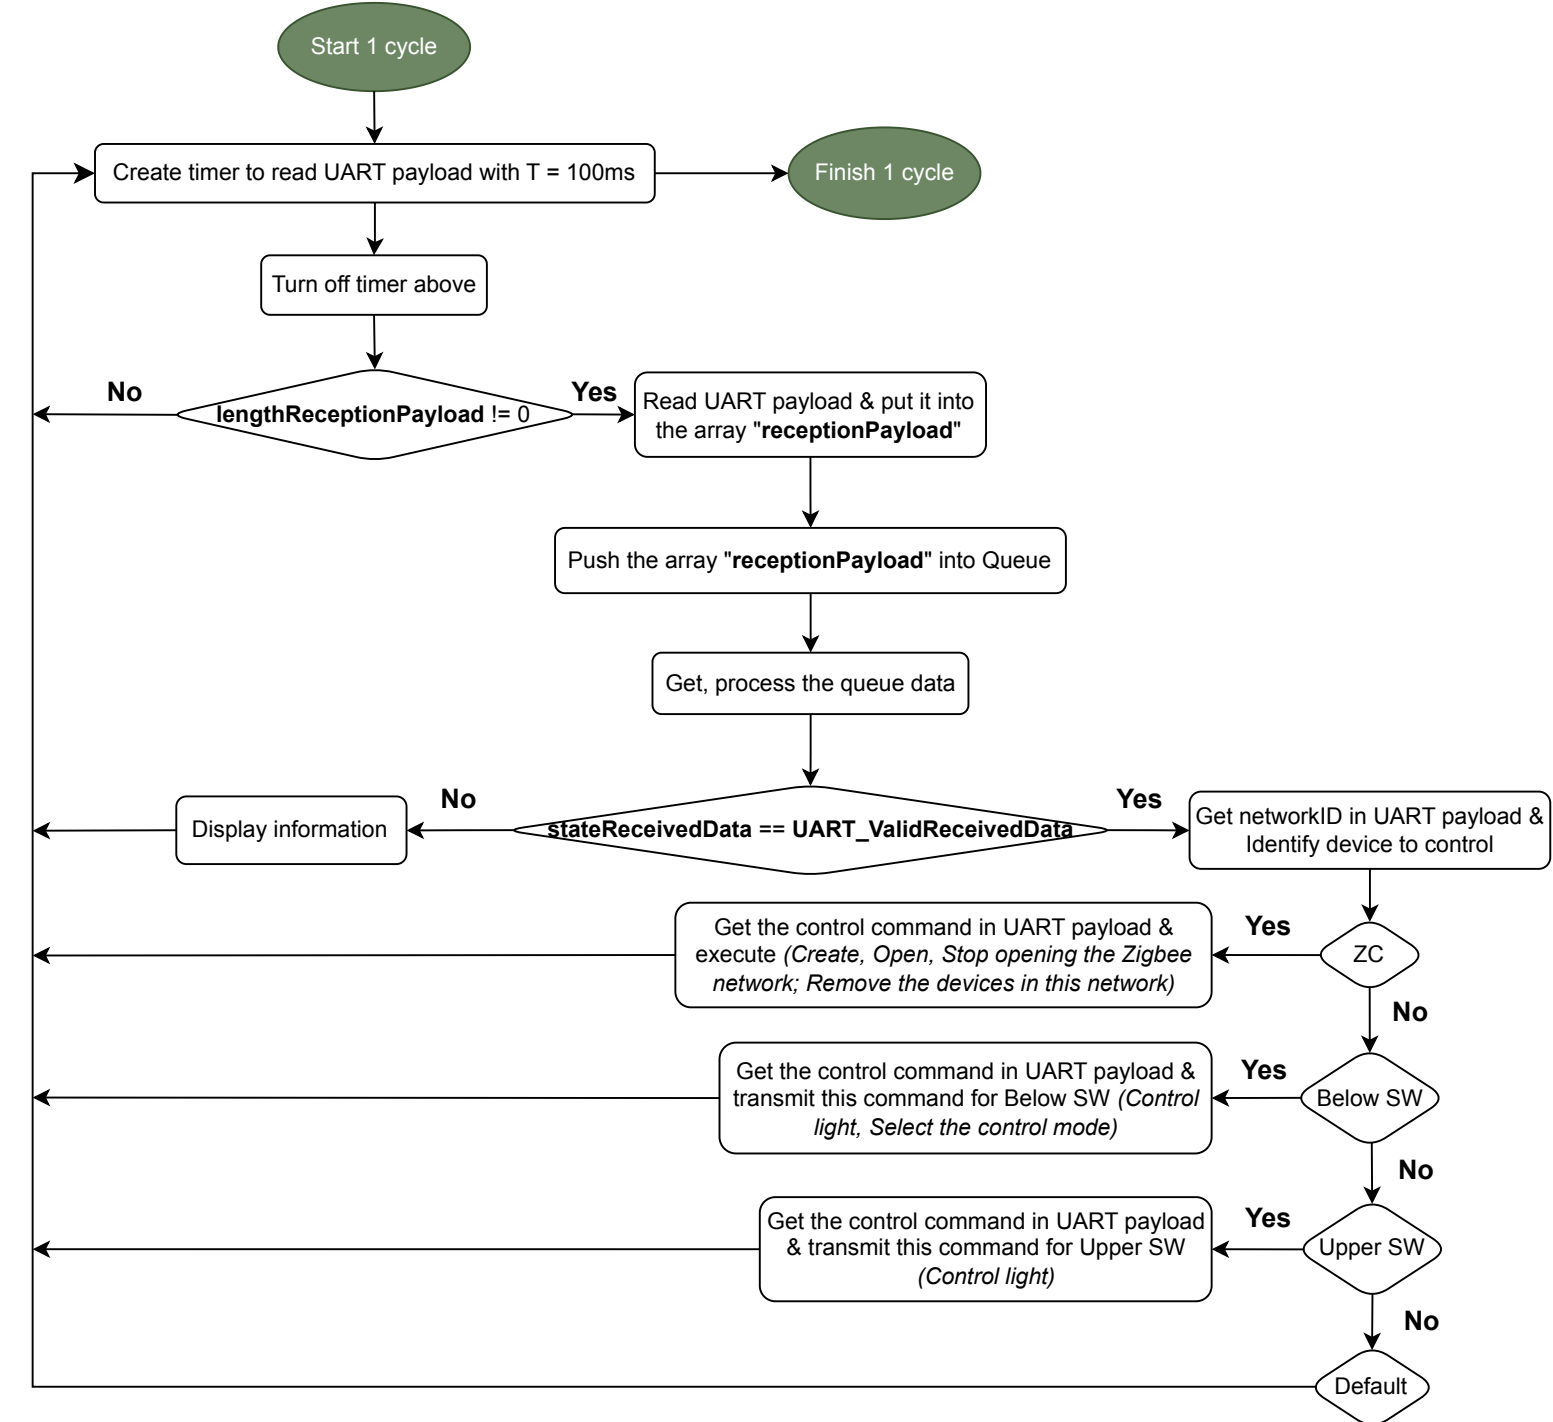 Start 1 cycle
Create timer to read UART payload with T = 100ms
Finish 1 cycle
Turn off timer above
No
lengthReceptionPayload != 0
Yes
Read UART payload & put it into
the array "receptionPayload"
Push the array "receptionPayload" into Queue
Get, process the queue data
Display information
No
stateReceivedData == UART_ValidReceivedData
Yes
Get networkID in UART payload &
Identify device to control
Get the control command in UART payload &
execute (Create, Open, Stop opening the Zigbee
network; Remove the devices in this network)
Yes
ZC
No
Get the control command in UART payload &
transmit this command for Below SW (Control
light, Select the control mode)
Yes
Below SW
No
Get the control command in UART payload
& transmit this command for Upper SW
(Control light)
Yes
Upper SW
No
Default